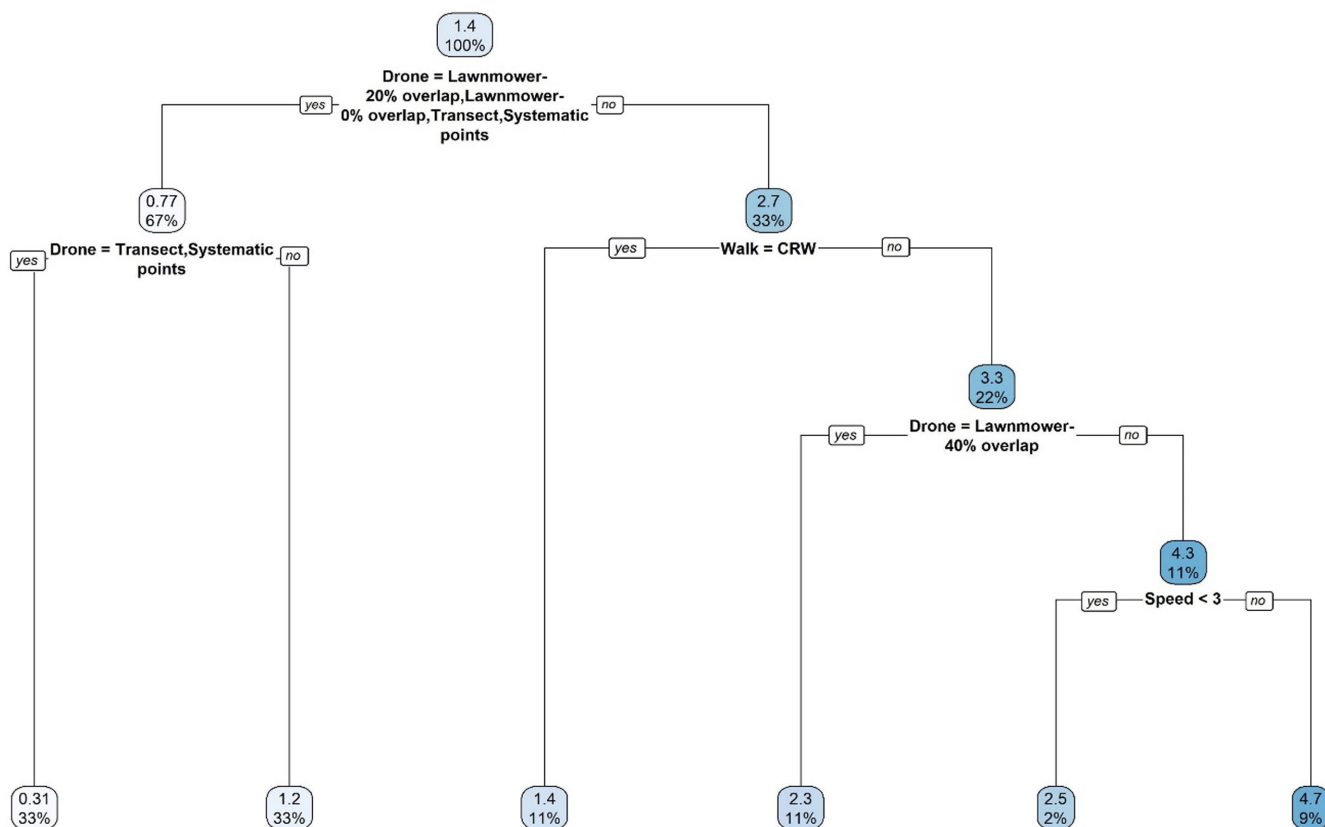 1.4
100%
Drone = Lawnmower-
20% overlap,Lawnmower-
0% overlap,Transect,Systematic
points
yes
no
0.77
67%
Drone = Transect,Systematic
points
yes
no
2.7
33%
Walk = CRW
yes
no
3.3
22%
Drone = Lawnmower-
40% overlap
yes
no
4.3
11%
Speed < 3
yes
no
0.31
33%
1.2
33%
1.4
11%
2.3
11%
2.5
2%
4.7
9%